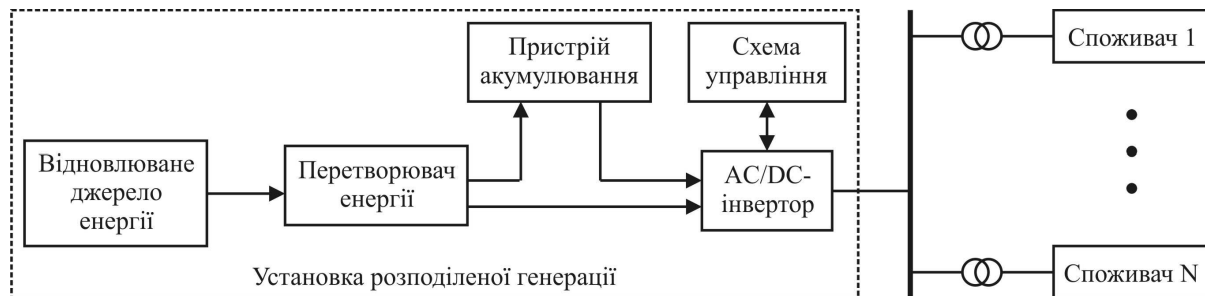 Пристрій
акумулювання
Схема
управління
Споживач 1
Відновлюване
джерело
енергії
Перетворювач
енергії
AC/DC-
інвертор
Установка розподіленої генерації
Споживач N